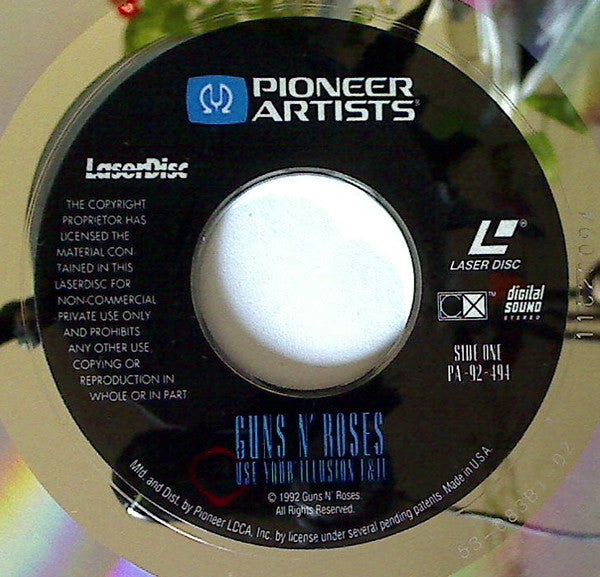 PIONEER
ARTISTS®
LaserDisc
THE COPYRIGHT
PROPRIETOR HAS
LICENSED THE
MATERIAL CON-
TAINED IN THIS
LASERDISC FOR
NON-COMMERCIAL
PRIVATE USE ONLY
AND PROHIBITS
ANY OTHER USE,
COPYING OR
REPRODUCTION IN
WHOLE OR IN PART
®
LASER DISC
CX™
digital
SOUND
STEREO
SIDE ONE
PA-92-494
GUNS N' ROSES
USE YOUR ILLUSION I & II
© 1992 Guns N' Roses.
All Rights Reserved.
Mfd. and Dist. by Pioneer LDCA, Inc. by license under several pending patents. Made in U.S.A.